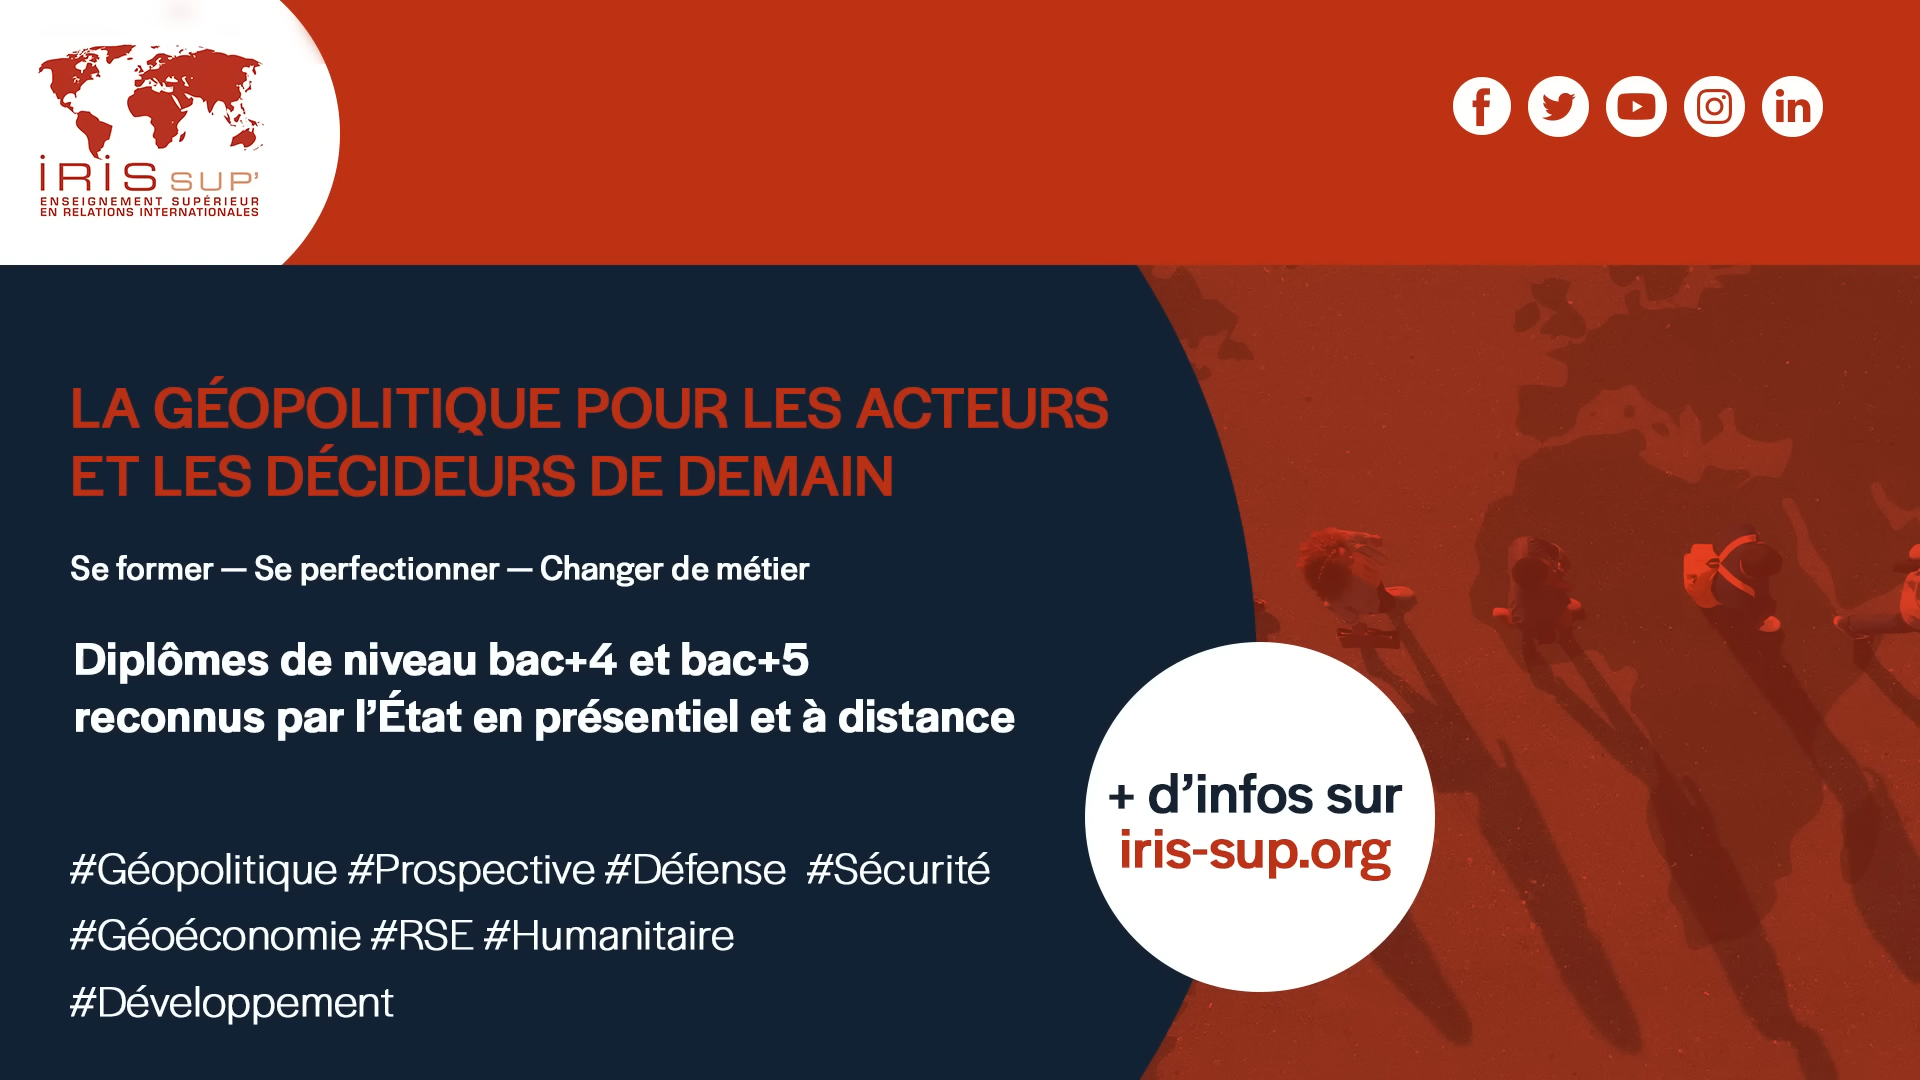 iRiS SUP'
ENSEIGNEMENT SUPÉRIEUR
EN RELATIONS INTERNATIONALES
LA GÉOPOLITIQUE POUR LES ACTEURS
ET LES DÉCIDEURS DE DEMAIN
Se former — Se perfectionner — Changer de métier
Diplômes de niveau bac+4 et bac+5
reconnus par l’État en présentiel et à distance
+ d’infos sur
iris-sup.org
#Géopolitique #Prospective #Défense #Sécurité
#Géoéconomie #RSE #Humanitaire
#Développement